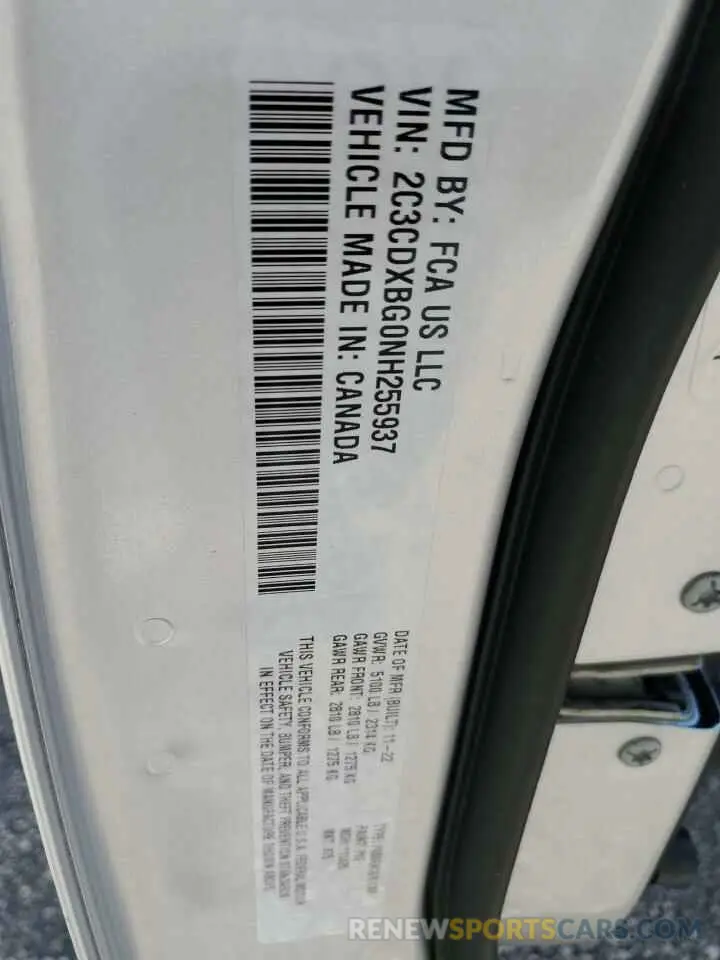 MFD BY: FCA US LLC
VIN: 2C3CDXBG0NH255937
VEHICLE MADE IN: CANADA
DATE OF MFR (BUILT): 11-22
GVWR: 5100 LB / 2314 KG
GAWR FRONT: 2810 LB / 1275 KG
GAWR REAR: 2810 LB / 1275 KG
TYPE:
PAINT:
THIS VEHICLE CONFORMS TO ALL APPLICABLE U.S.A. FEDERAL MOTOR
VEHICLE SAFETY, BUMPER, AND THEFT PREVENTION STANDARDS
IN EFFECT ON THE DATE OF MANUFACTURE SHOWN ABOVE
RENEWSPORTSCARS.COM